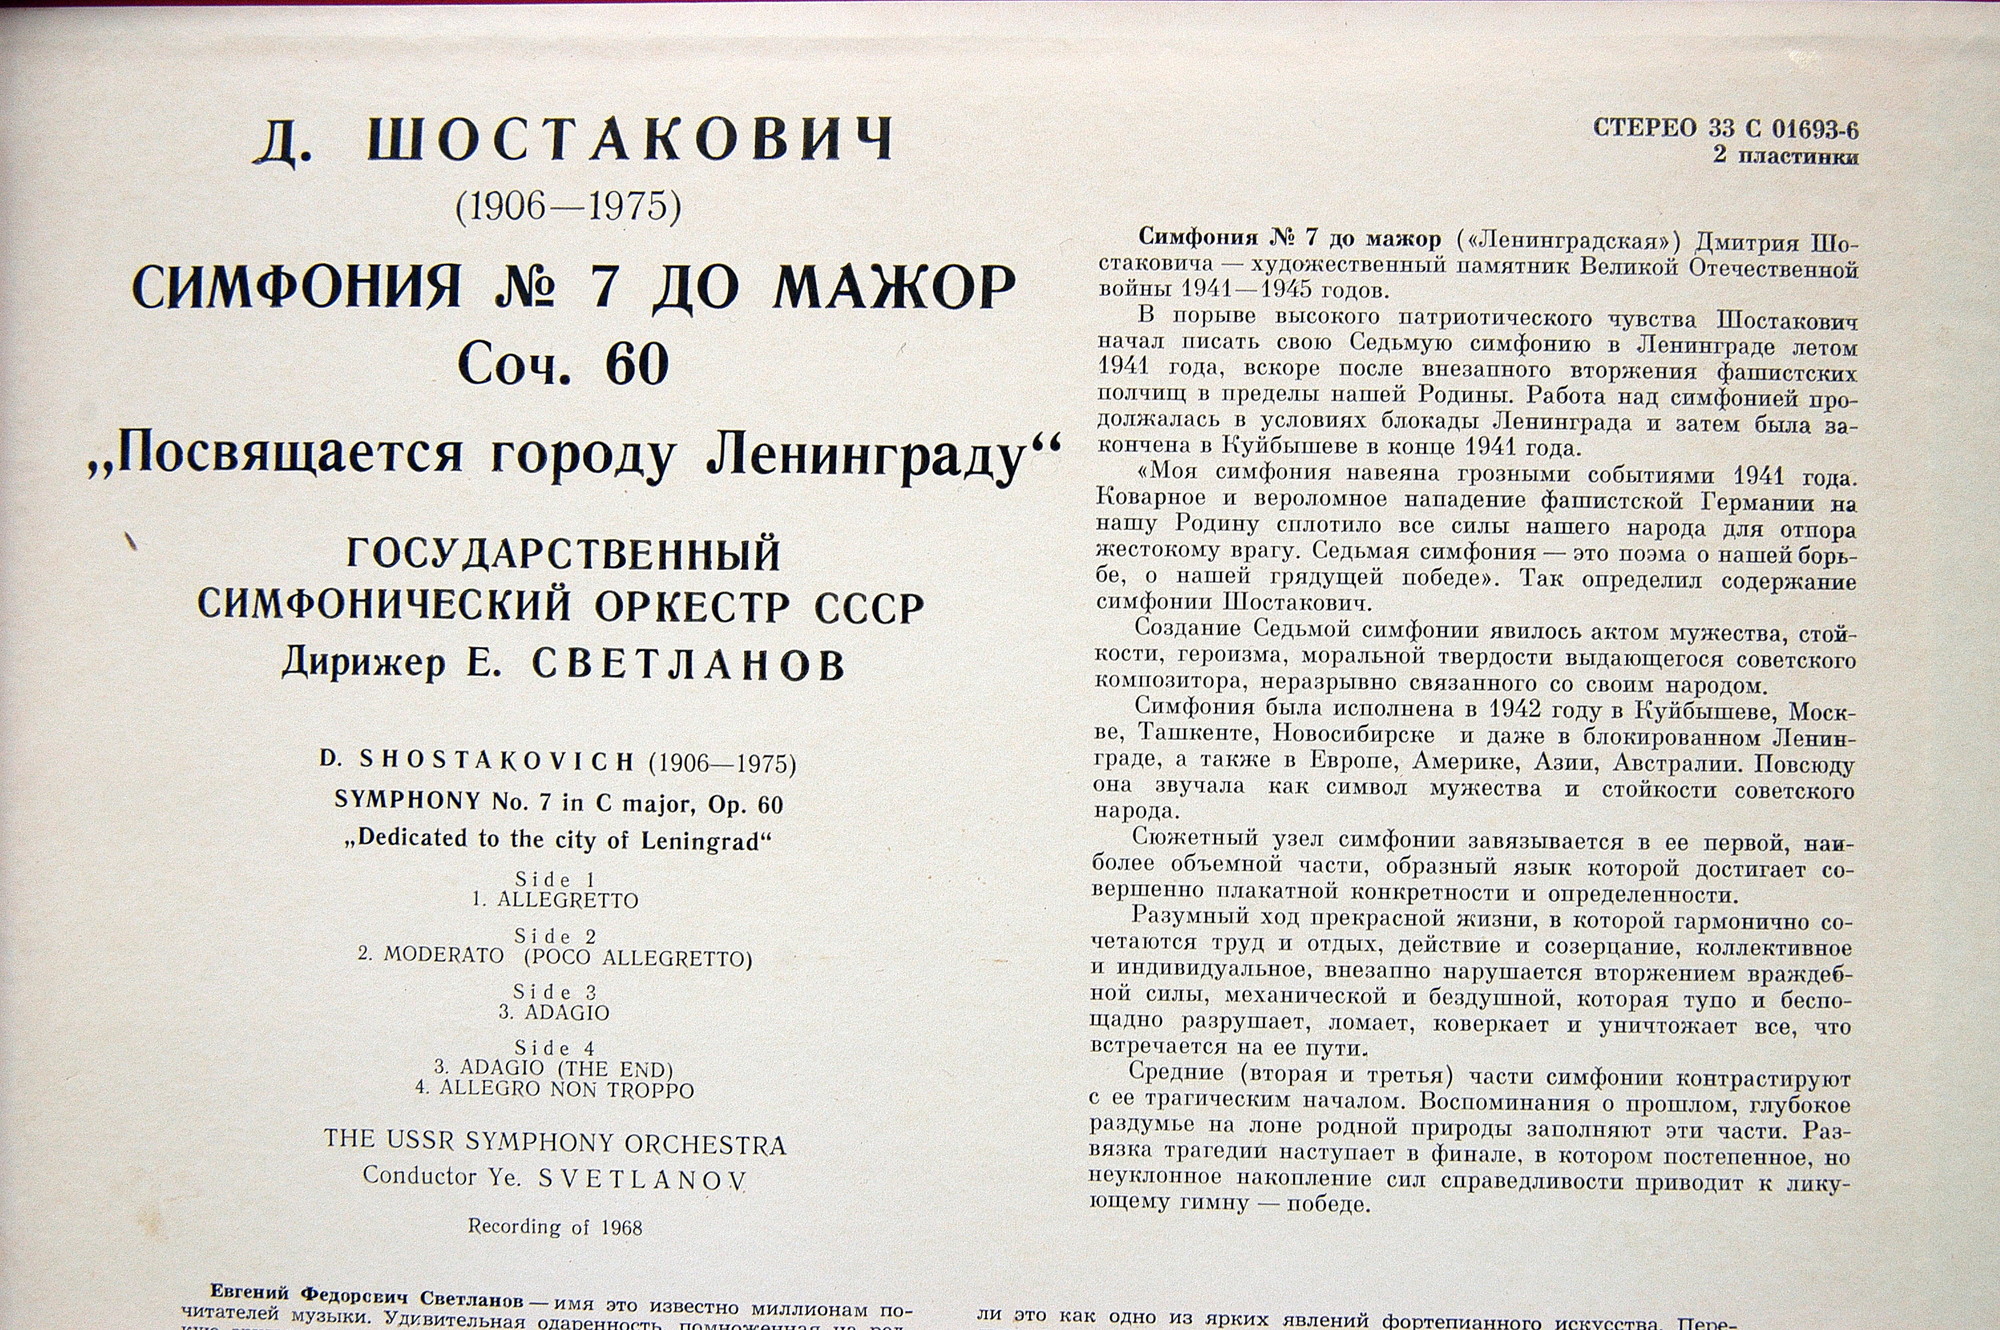 Д. ШОСТАКОВИЧ
(1906—1975)
СИМФОНИЯ № 7 ДО МАЖОР
Соч. 60
„Посвящается городу Ленинграду“
ГОСУДАРСТВЕННЫЙ
СИМФОНИЧЕСКИЙ ОРКЕСТР СССР
Дирижер Е. СВЕТЛАНОВ
D. SHOSTAKOVICH (1906—1975)
SYMPHONY No. 7 in C major, Op. 60
„Dedicated to the city of Leningrad“
Side 1
1. ALLEGRETTO
Side 2
2. MODERATO (POCO ALLEGRETTO)
Side 3
3. ADAGIO
Side 4
3. ADAGIO (THE END)
4. ALLEGRO NON TROPPO
THE USSR SYMPHONY ORCHESTRA
Conductor Ye. SVETLANOV
Recording of 1968
СТЕРЕО 33 С 01693-6
2 пластинки
Симфония № 7 до мажор («Ленинградская») Дмитрия Шо-
стаковича — художественный памятник Великой Отечественной
войны 1941—1945 годов.
В порыве высокого патриотического чувства Шостакович
начал писать свою Седьмую симфонию в Ленинграде летом
1941 года, вскоре после внезапного вторжения фашистских
полчищ в пределы нашей Родины. Работа над симфонией про-
должалась в условиях блокады Ленинграда и затем была за-
кончена в Куйбышеве в конце 1941 года.
«Моя симфония навеяна грозными событиями 1941 года.
Коварное и вероломное нападение фашистской Германии на
нашу Родину сплотило все силы нашего народа для отпора
жестокому врагу. Седьмая симфония — это поэма о нашей борь-
бе, о нашей грядущей победе». Так определил содержание
симфонии Шостакович.
Создание Седьмой симфонии явилось актом мужества, стой-
кости, героизма, моральной твердости выдающегося советского
композитора, неразрывно связанного со своим народом.
Симфония была исполнена в 1942 году в Куйбышеве, Моск-
ве, Ташкенте, Новосибирске и даже в блокированном Ленин-
граде, а также в Европе, Америке, Азии, Австралии. Повсюду
она звучала как символ мужества и стойкости советского
народа.
Сюжетный узел симфонии завязывается в ее первой, наи-
более объемной части, образный язык которой достигает со-
вершенно плакатной конкретности и определенности.
Разумный ход прекрасной жизни, в которой гармонично со-
четаются труд и отдых, действие и созерцание, коллективное
и индивидуальное, внезапно нарушается вторжением враждеб-
ной силы, механической и бездушной, которая тупо и беспо-
щадно разрушает, ломает, коверкает и уничтожает все, что
встречается на ее пути.
Средние (вторая и третья) части симфонии контрастируют
с ее трагическим началом. Воспоминания о прошлом, глубокое
раздумье на лоне родной природы заполняют эти части. Раз-
вязка трагедии наступает в финале, в котором постепенное, но
неуклонное накопление сил справедливости приводит к лику-
ющему гимну — победе.
Евгений Федорович Светланов — имя это известно миллионам по-
читателей музыки. Удивительная одаренность, помноженная на ред-
ли это как одно из ярких явлений фортепианного искусства. Пере-